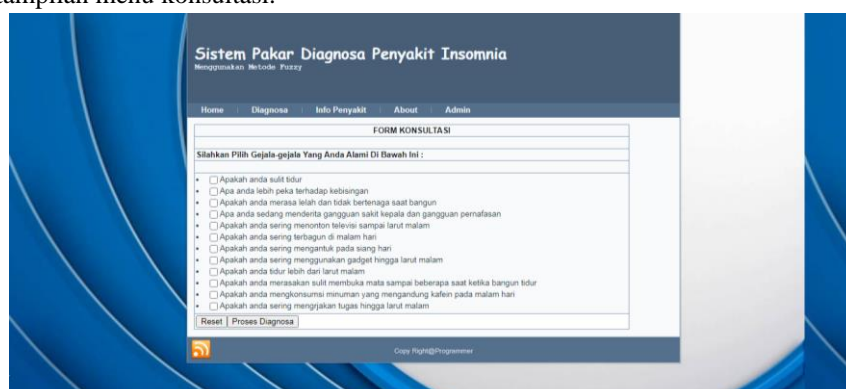 tampilan menu konsultasi.
Sistem Pakar Diagnosa Penyakit Insomnia
Menggunakan Metode Fuzzy
Home Diagnosa Info Penyakit About Admin
FORM KONSULTASI
Silahkan Pilih Gejala-gejala Yang Anda Alami Di Bawah Ini :
Apakah anda sulit tidur
Apa anda lebih peka terhadap kebisingan
Apakah anda merasa lelah dan tidak bertenaga saat bangun
Apa anda sedang menderita gangguan sakit kepala dan gangguan pernafasan
Apakah anda sering menonton televisi sampai larut malam
Apakah anda sering terbagun di malam hari
Apakah anda sering mengantuk pada siang hari
Apakah anda sering menggunakan gadget hingga larut malam
Apakah anda tidur lebih dari larut malam
Apakah anda merasakan sulit membuka mata sampai beberapa saat ketika bangun tidur
Apakah anda mengkonsumsi minuman yang mengandung kafein pada malam hari
Apakah anda sering mengrjakan tugas hingga larut malam
Reset Proses Diagnosa
Copy Right@Programmer